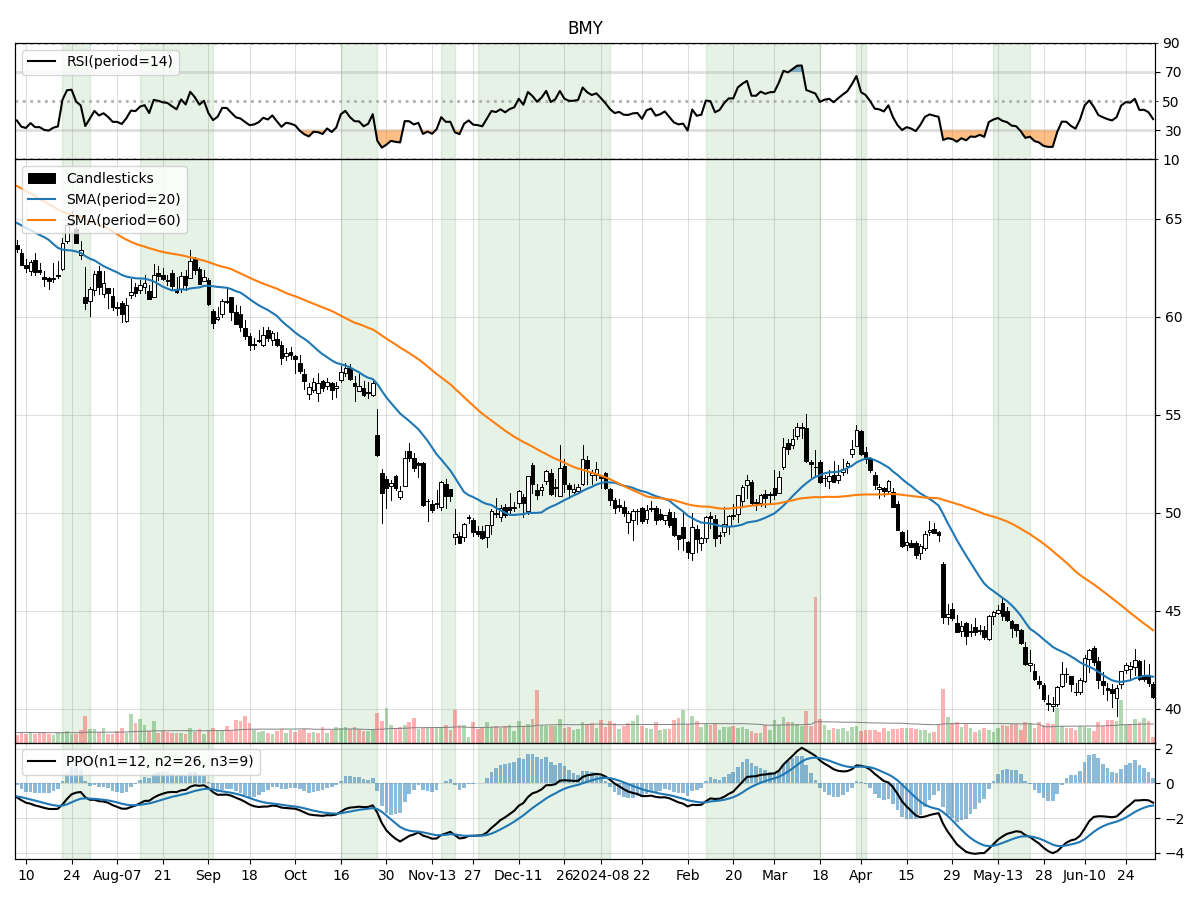 BMY
RSI(period=14)
90
70
50
30
10
Candlesticks
SMA(period=20)
SMA(period=60)
65
60
55
50
45
40
PPO(n1=12, n2=26, n3=9)
2
0
−2
−4
10 24 Aug-07 21 Sep 18 Oct 16 30 Nov-13 27 Dec-11 26 2024-08 22 Feb 20 Mar 18 Apr 15 29 May-13 28 Jun-10 24